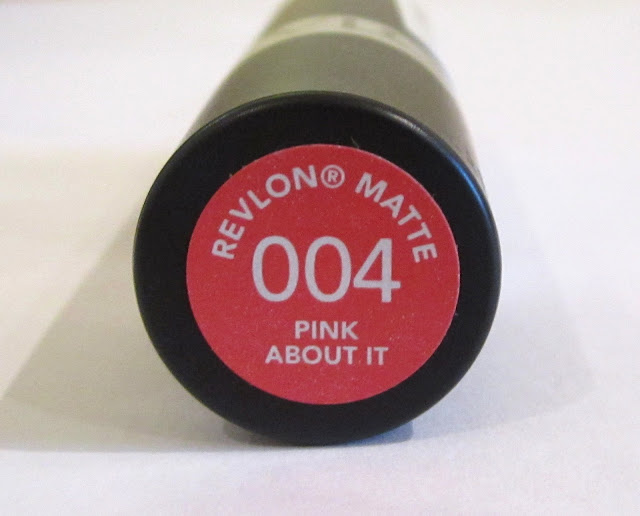 REVLON® MATTE
004
PINK
ABOUT IT